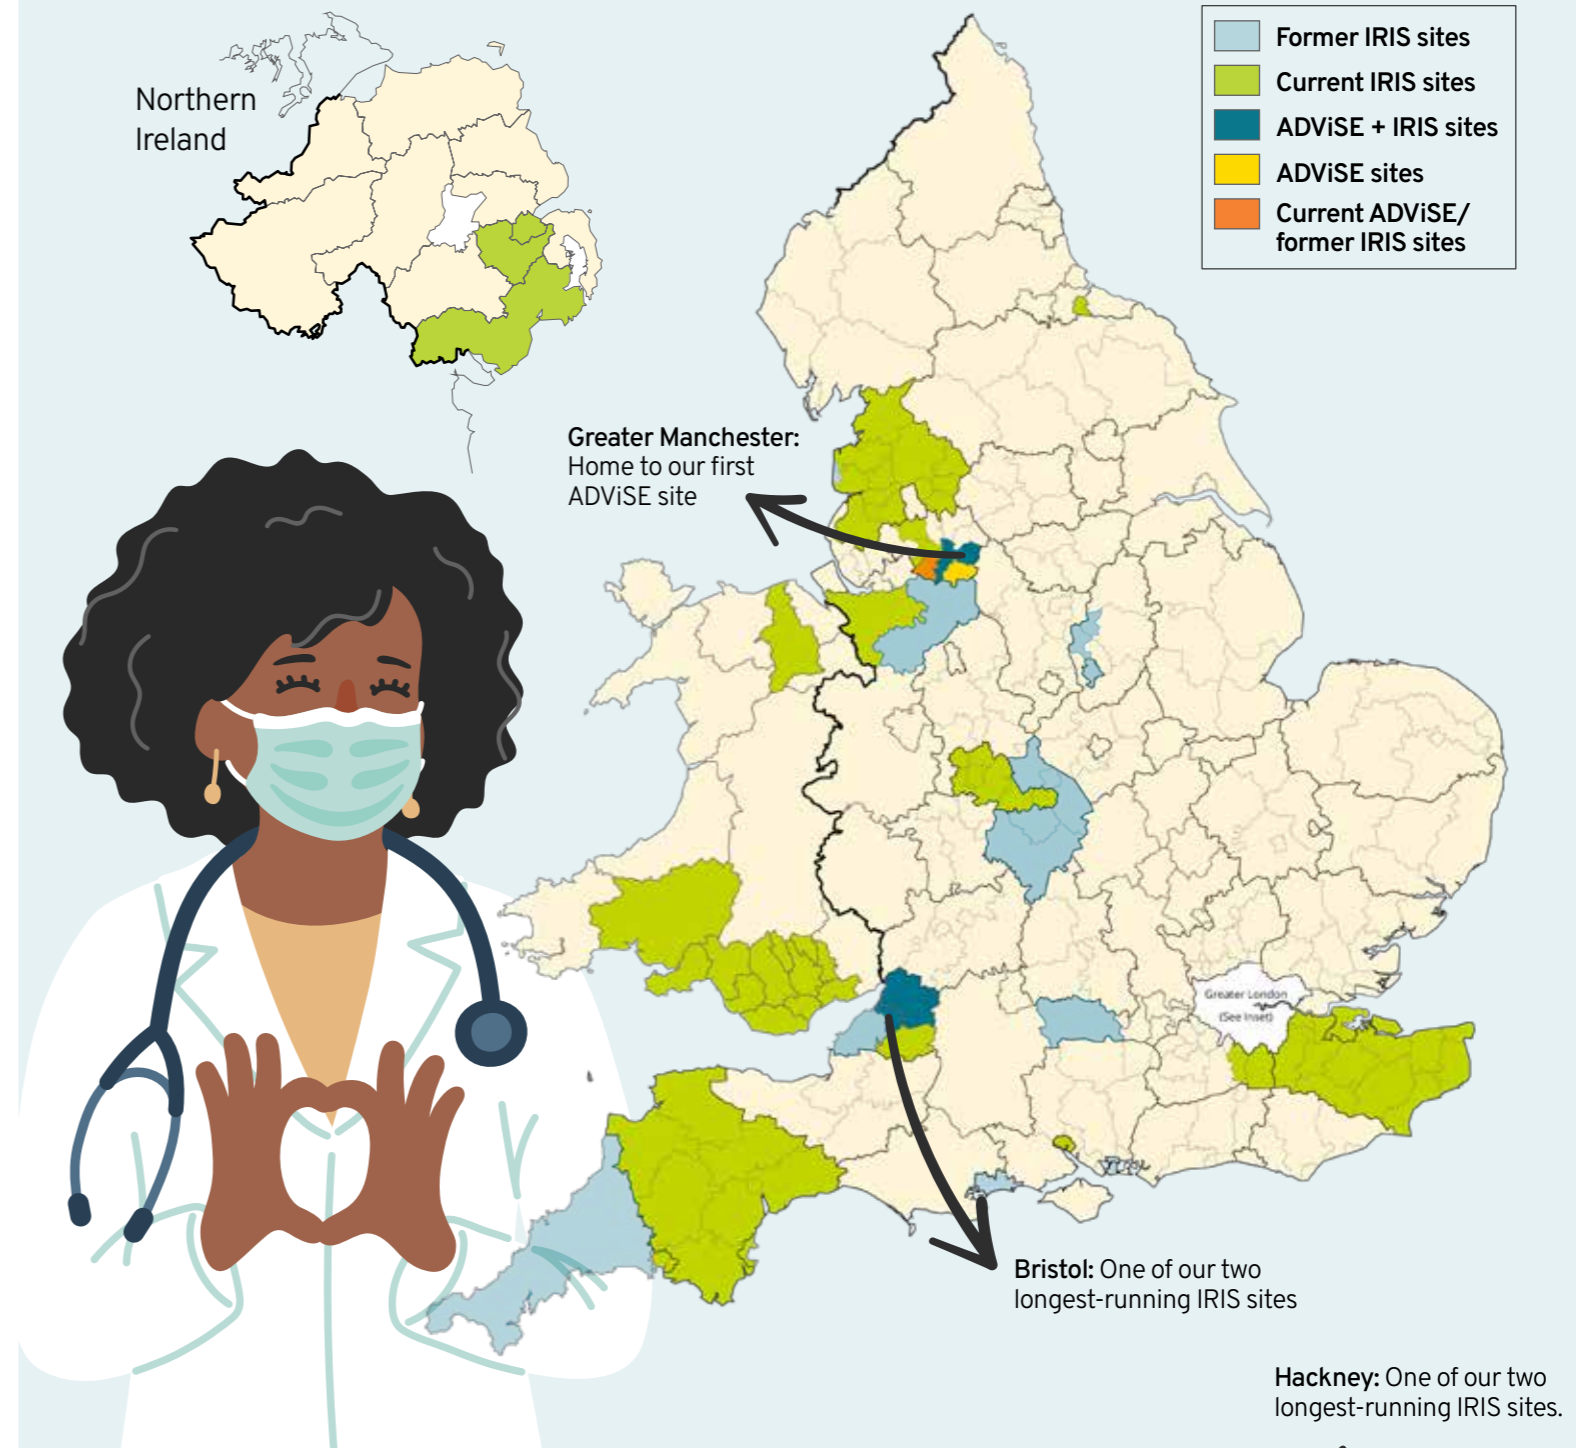 Northern
Ireland
Former IRIS sites
Current IRIS sites
ADViSE + IRIS sites
ADViSE sites
Current ADViSE/
former IRIS sites
Greater Manchester:
Home to our first
ADViSE site
Greater London
(See Inset)
Bristol: One of our two
longest-running IRIS sites
Hackney: One of our two
longest-running IRIS sites.